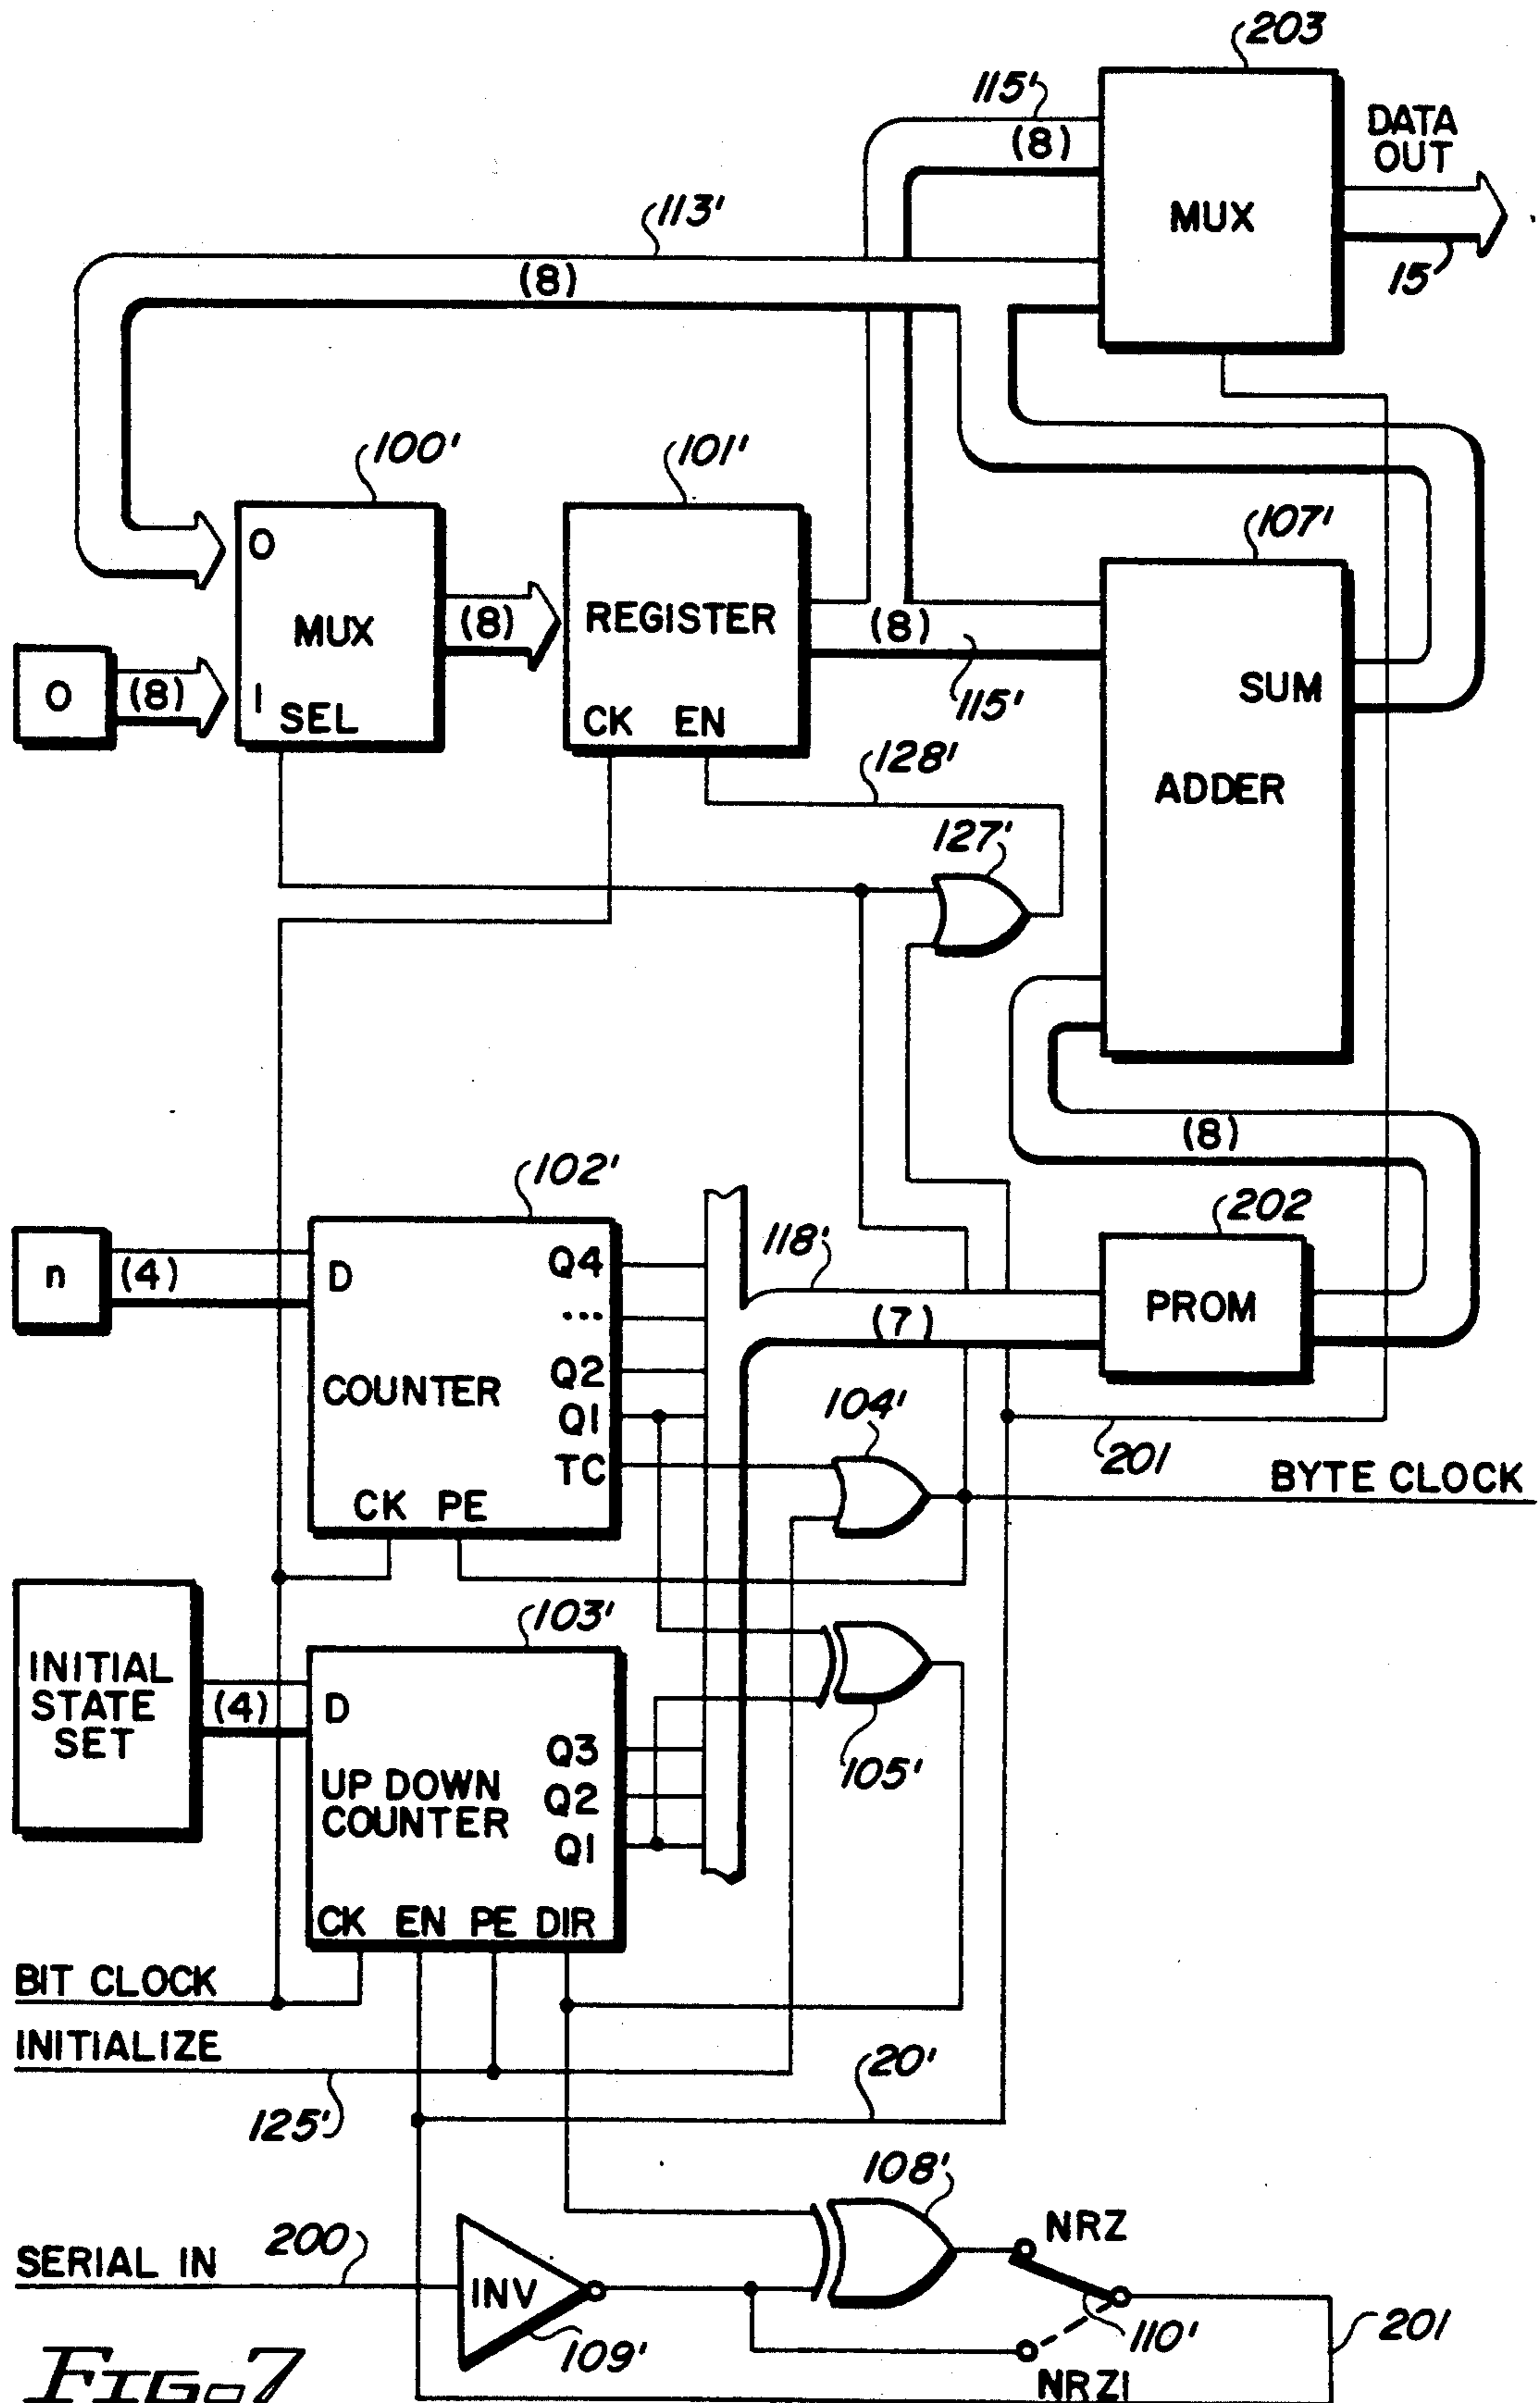 203
115'
(8)
DATA
OUT
MUX
113'
(8)
15'
100'
101'
107'
0
MUX
(8)
REGISTER
(8)
0
(8)
1
SEL
CK EN
115'
SUM
ADDER
128'
127'
(8)
102'
202
n
(4)
D
Q4
...
118'
(7)
PROM
COUNTER
Q2
Q1
TC
104'
201
BYTE CLOCK
CK PE
103'
INITIAL
STATE
SET
(4)
D
105'
UP DOWN
COUNTER
Q3
Q2
Q1
CK EN PE DIR
BIT CLOCK
INITIALIZE
125'
20'
108'
SERIAL IN
200
INV
109'
NRZ
110'
201
NRZI
FIG-7